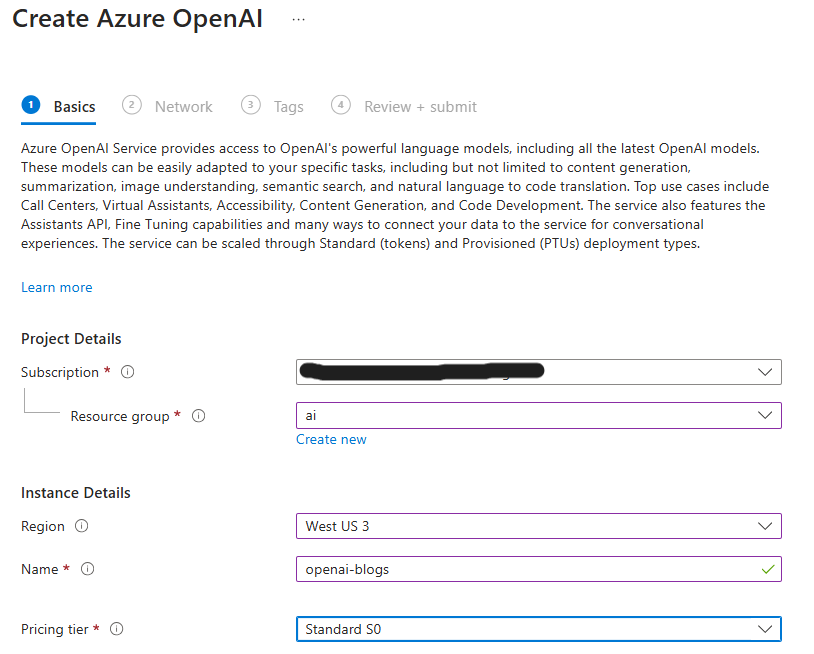 Create Azure OpenAI ...
1 Basics 2 Network 3 Tags 4 Review + submit
Azure OpenAI Service provides access to OpenAI's powerful language models, including all the latest OpenAI models.
These models can be easily adapted to your specific tasks, including but not limited to content generation,
summarization, image understanding, semantic search, and natural language to code translation. Top use cases include
Call Centers, Virtual Assistants, Accessibility, Content Generation, and Code Development. The service also features the
Assistants API, Fine Tuning capabilities and many ways to connect your data to the service for conversational
experiences. The service can be scaled through Standard (tokens) and Provisioned (PTUs) deployment types.
Learn more
Project Details
Subscription *
Resource group * ai
Create new
Instance Details
Region West US 3
Name * openai-blogs
Pricing tier * Standard S0